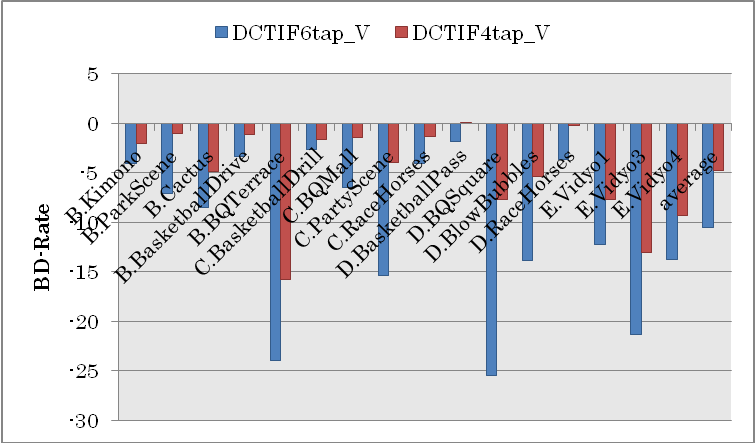 DCTIF6tap_V DCTIF4tap_V
5
0
-5
-10
-15
-20
-25
-30
BD-Rate
B.Kimono
B.ParkScene
B.Cactus
B.BasketballDrive
B.BQTerrace
C.BasketballDrill
C.BQMall
C.PartyScene
C.RaceHorses
D.BasketballPass
D.BQSquare
D.BlowBubbles
D.RaceHorses
E.Vidyo1
E.Vidyo3
E.Vidyo4
average